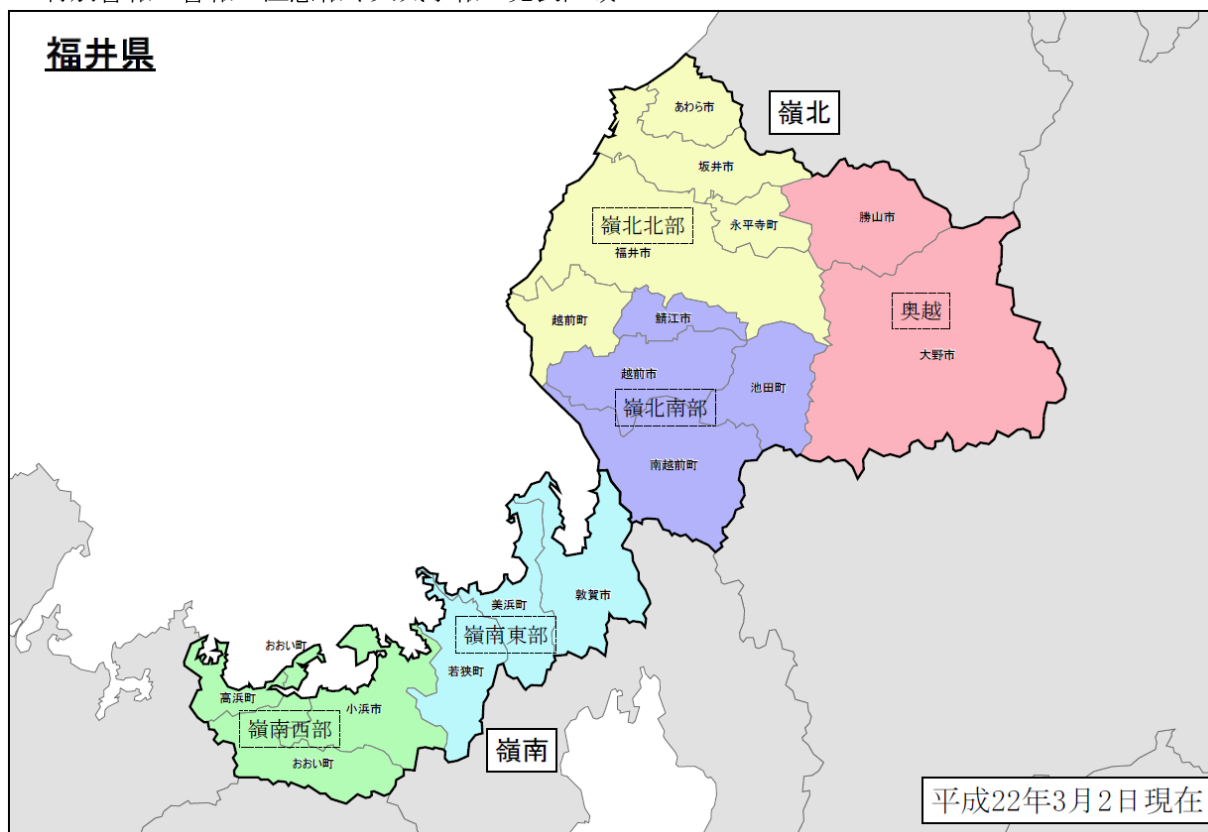 福井県
嶺北
あわら市
坂井市
勝山市
永平寺町
嶺北北部
福井市
奥越
越前町
鯖江市
大野市
越前市
池田町
嶺北南部
南越前町
敦賀市
美浜町
嶺南東部
おおい町
若狭町
高浜町
小浜市
嶺南西部
嶺南
おおい町
平成22年3月2日現在